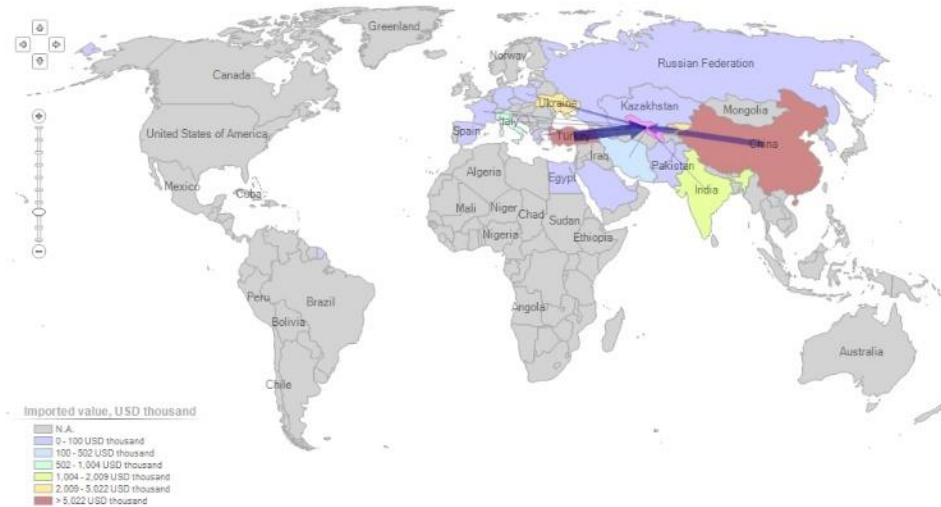 Greenland
Norway
Russian Federation
Canada
Ukraine
Kazakhstan
Mongolia
United States of America
Spain
Italy
Turkey
China
Iraq
Pakistan
Mexico
Cuba
Algeria
Egypt
India
Mali
Niger
Chad
Sudan
Nigeria
Ethiopia
Peru
Brazil
Angola
Bolivia
Australia
Chile
Imported value, USD thousand
N.A.
0 - 100 USD thousand
100 - 502 USD thousand
502 - 1,004 USD thousand
1,004 - 2,009 USD thousand
2,009 - 5,022 USD thousand
> 5,022 USD thousand